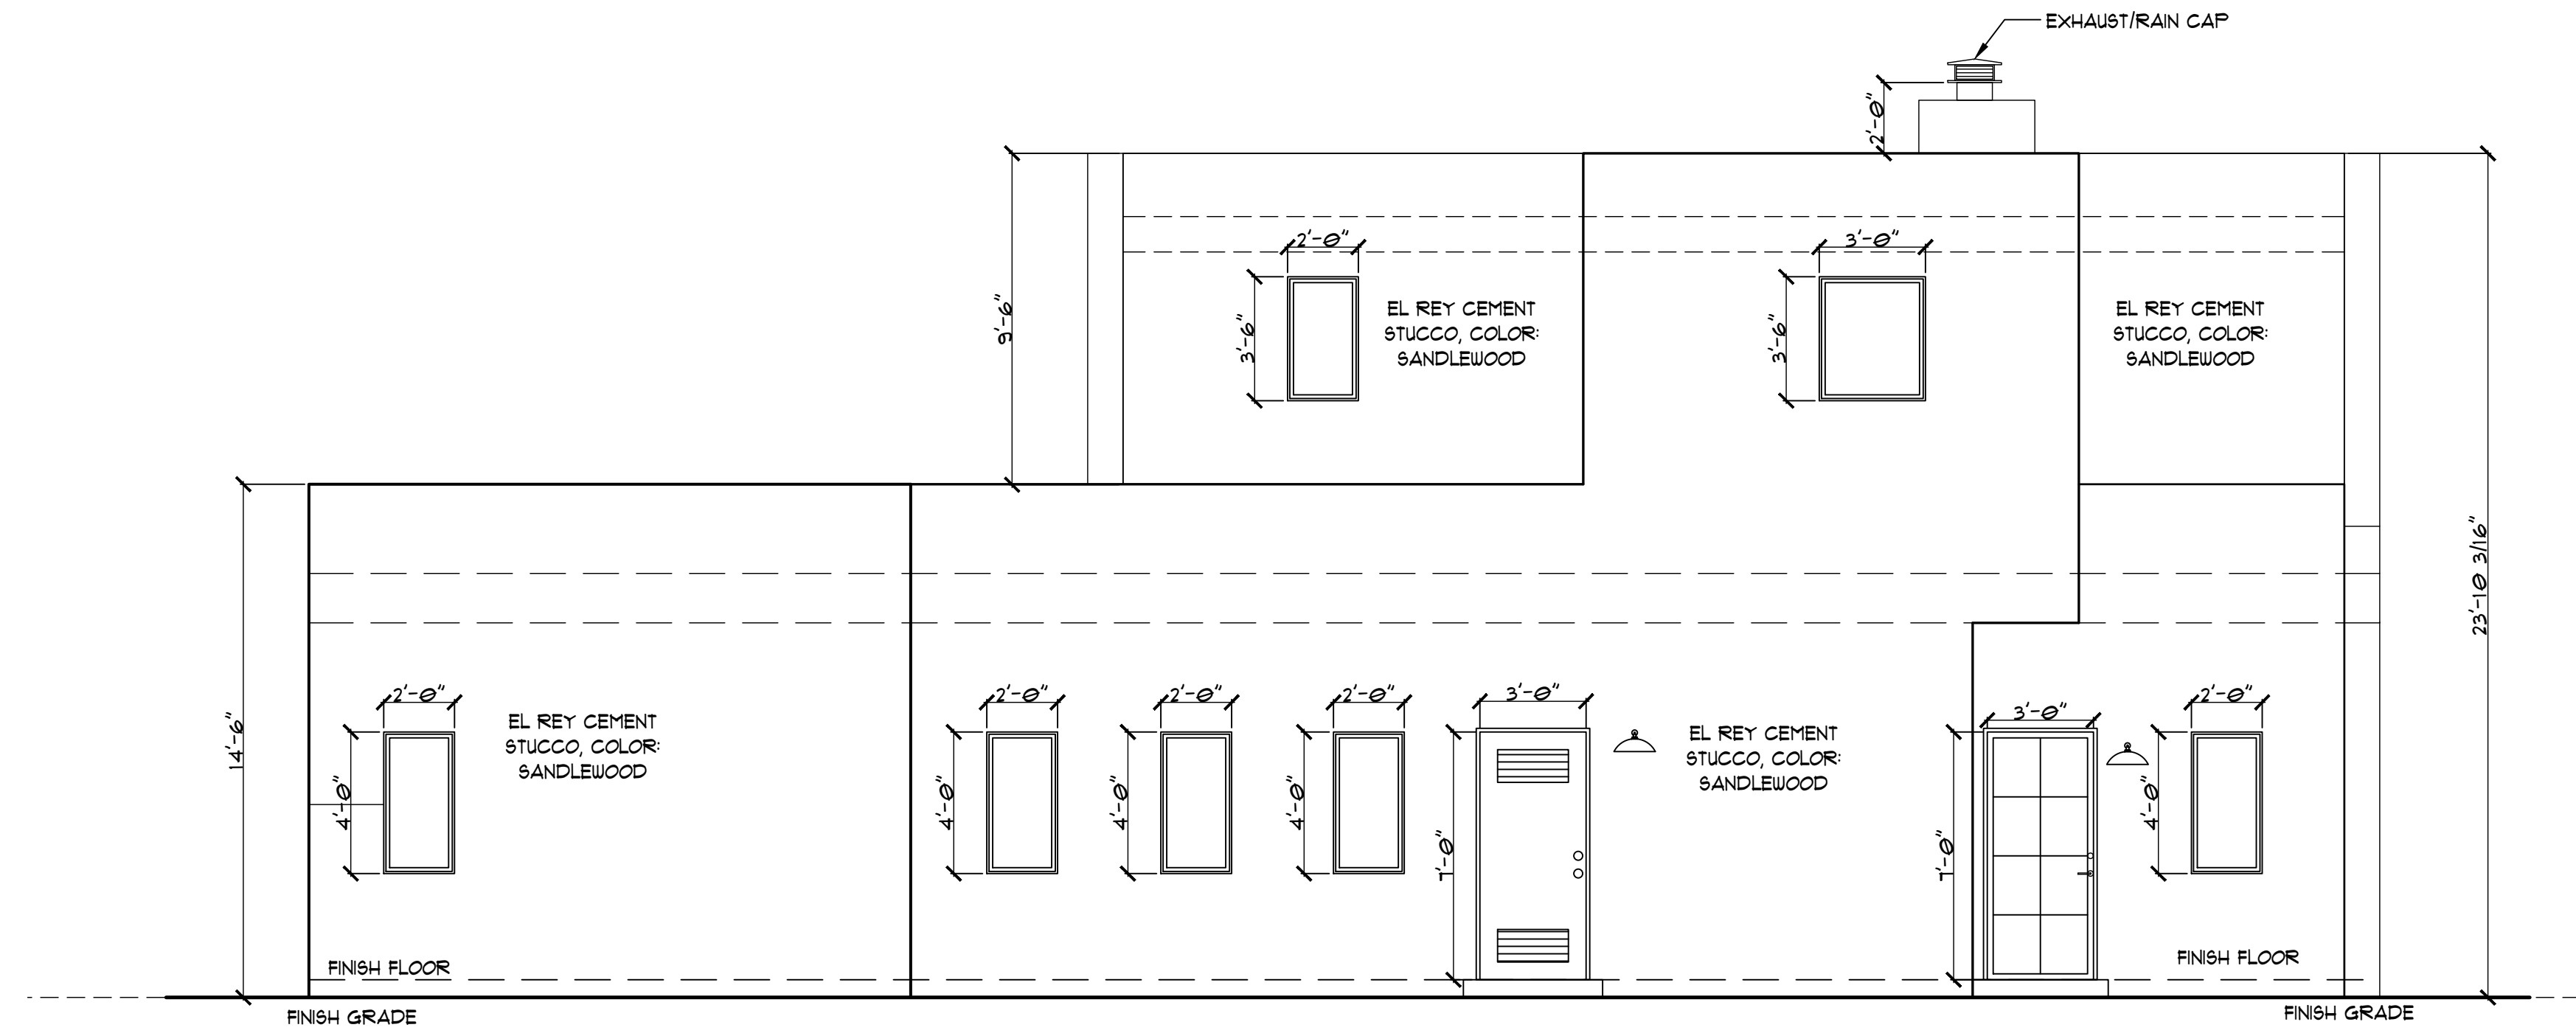 EXHAUST/RAIN CAP
2'-0"
2'-0"
3'-0"
9'-6"
3'-6"
EL REY CEMENT
STUCCO, COLOR:
SANDLEWOOD
3'-6"
EL REY CEMENT
STUCCO, COLOR:
SANDLEWOOD
23'-10 3/16"
14'-6"
2'-0"
4'-0"
EL REY CEMENT
STUCCO, COLOR:
SANDLEWOOD
2'-0"
4'-0"
2'-0"
4'-0"
2'-0"
4'-0"
3'-0"
7'-0"
EL REY CEMENT
STUCCO, COLOR:
SANDLEWOOD
3'-0"
7'-0"
2'-0"
4'-0"
FINISH FLOOR
FINISH FLOOR
FINISH GRADE
FINISH GRADE